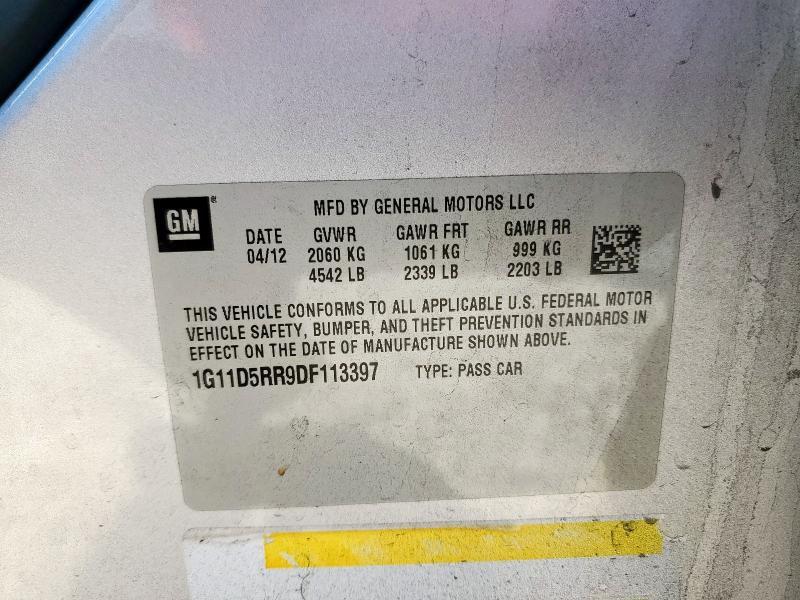 GM ®
MFD BY GENERAL MOTORS LLC
DATE GVWR GAWR FRT GAWR RR
04/12 2060 KG 1061 KG 999 KG
4542 LB 2339 LB 2203 LB
THIS VEHICLE CONFORMS TO ALL APPLICABLE U.S. FEDERAL MOTOR
VEHICLE SAFETY, BUMPER, AND THEFT PREVENTION STANDARDS IN
EFFECT ON THE DATE OF MANUFACTURE SHOWN ABOVE.
1G11D5RR9DF113397 TYPE: PASS CAR